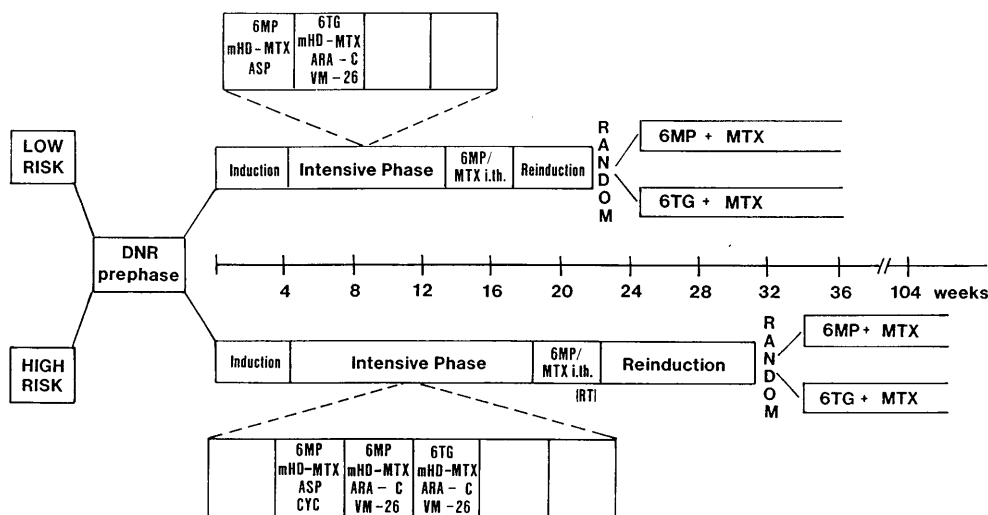 6MP
mHD-MTX
ASP
6TG
mHD-MTX
ARA-C
VM-26
LOW
RISK
Induction
Intensive Phase
6MP/
MTX i.th.
Reinduction
RANDOM
6MP + MTX
6TG + MTX
DNR
prephase
4 8 12 16 20 24 28 32 36 104 weeks
HIGH
RISK
Induction
Intensive Phase
6MP/
MTX i.th.
(RT)
Reinduction
RANDOM
6MP + MTX
6TG + MTX
6MP
mHD-MTX
ASP
CYC
6MP
mHD-MTX
ARA - C
VM-26
6TG
mHD-MTX
ARA - C
VM-26